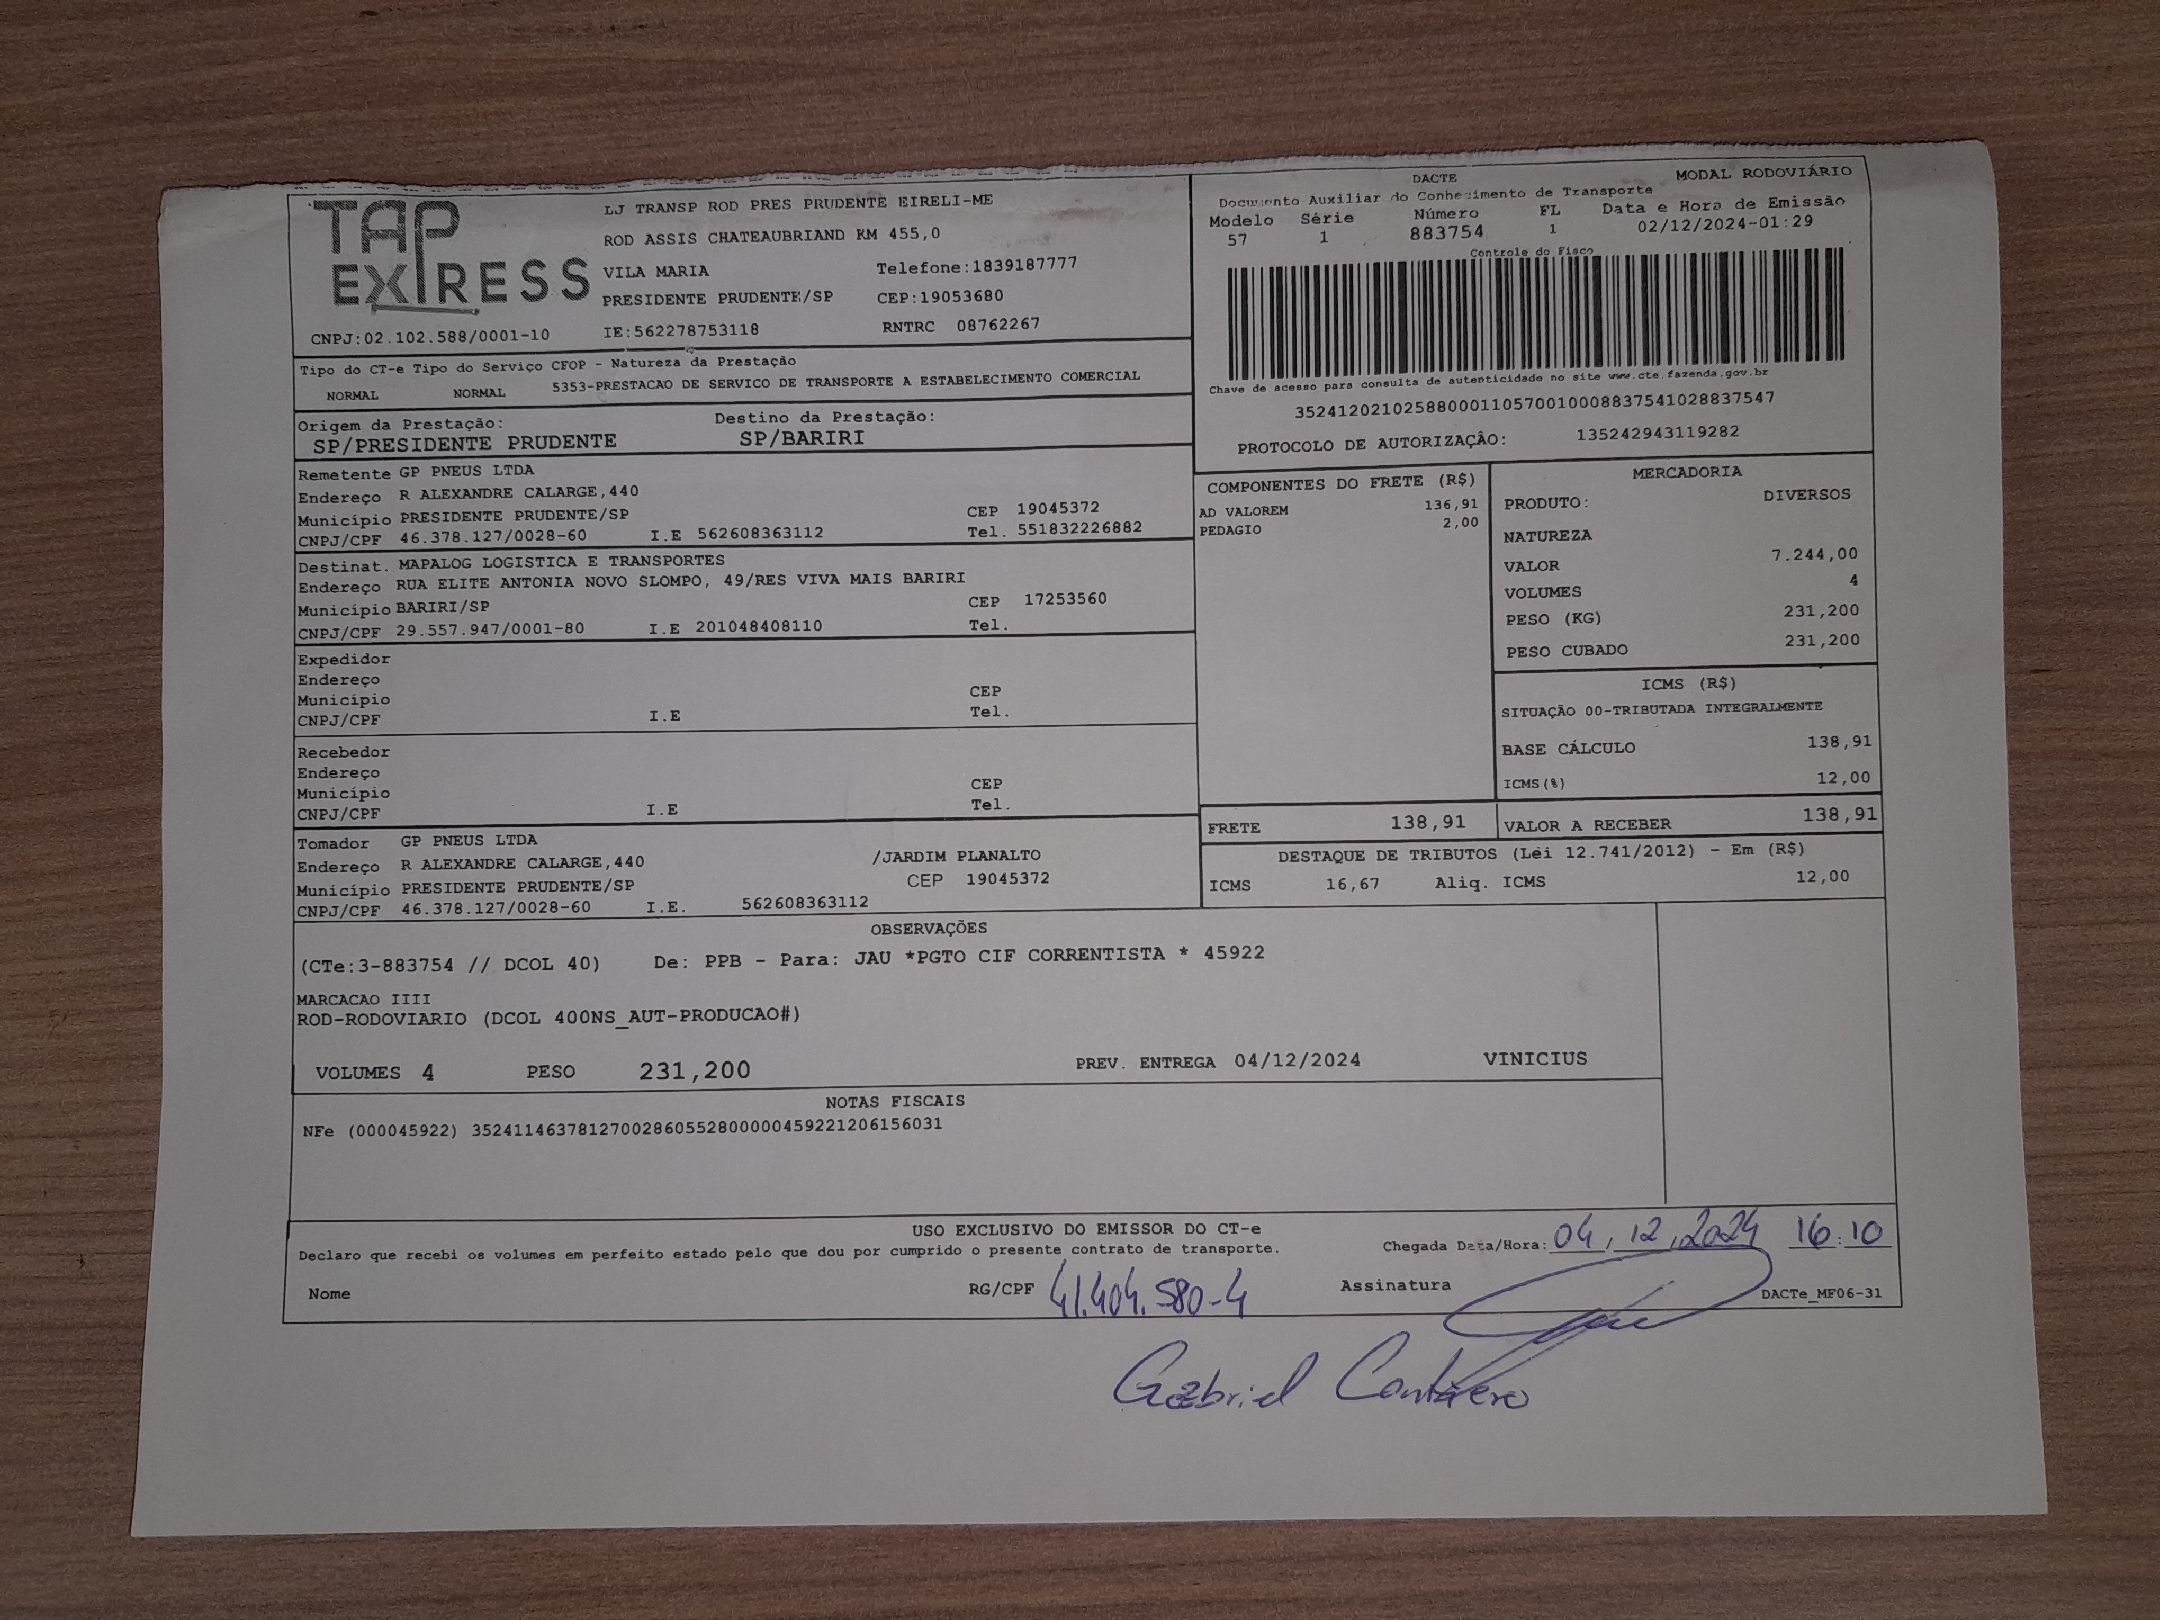 TAP
EXPRESS
CNPJ:02.102.588/0001-10
LJ TRANSP ROD PRES PRUDENTE EIRELI-ME
ROD ASSIS CHATEAUBRIAND KM 455,0
VILA MARIA Telefone:1839187777
PRESIDENTE PRUDENTE/SP CEP:19053680
IE:562278753118 RNTRC 08762267
DACTE MODAL RODOVIÁRIO
Documento Auxiliar do Conhecimento de Transporte
Modelo Série Número FL Data e Hora de Emissão
57 1 883754 1 02/12/2024-01:29
Controle do Fisco
Chave de acesso para consulta de autenticidade no site www.cte.fazenda.gov.br
35241202102588000110570010008837541028837547
PROTOCOLO DE AUTORIZAÇÃO: 135242943119282
Tipo do CT-e Tipo do Serviço CFOP - Natureza da Prestação
NORMAL NORMAL 5353-PRESTACAO DE SERVICO DE TRANSPORTE A ESTABELECIMENTO COMERCIAL
Origem da Prestação: Destino da Prestação:
SP/PRESIDENTE PRUDENTE SP/BARIRI
Remetente GP PNEUS LTDA
Endereço R ALEXANDRE CALARGE,440
Município PRESIDENTE PRUDENTE/SP CEP 19045372
CNPJ/CPF 46.378.127/0028-60 I.E 562608363112 Tel. 551832226882
Destinat. MAPALOG LOGISTICA E TRANSPORTES
Endereço RUA ELITE ANTONIA NOVO SLOMPO, 49/RES VIVA MAIS BARIRI
Município BARIRI/SP CEP 17253560
CNPJ/CPF 29.557.947/0001-80 I.E 201048408110 Tel.
Expedidor
Endereço
Município CEP
CNPJ/CPF I.E Tel.
Recebedor
Endereço
Município CEP
CNPJ/CPF I.E Tel.
Tomador GP PNEUS LTDA
Endereço R ALEXANDRE CALARGE,440 /JARDIM PLANALTO
Município PRESIDENTE PRUDENTE/SP CEP 19045372
CNPJ/CPF 46.378.127/0028-60 I.E. 562608363112
COMPONENTES DO FRETE (R$)
AD VALOREM 136,91
PEDAGIO 2,00
MERCADORIA
PRODUTO: DIVERSOS
NATUREZA
VALOR 7.244,00
VOLUMES 4
PESO (KG) 231,200
PESO CUBADO 231,200
ICMS (R$)
SITUAÇÃO 00-TRIBUTADA INTEGRALMENTE
BASE CÁLCULO 138,91
ICMS(%) 12,00
FRETE 138,91 VALOR A RECEBER 138,91
DESTAQUE DE TRIBUTOS (Lei 12.741/2012) - Em (R$)
ICMS 16,67 Aliq. ICMS 12,00
OBSERVAÇÕES
(CTe:3-883754 // DCOL 40) De: PPB - Para: JAU *PGTO CIF CORRENTISTA * 45922
MARCACAO IIII
ROD-RODOVIARIO (DCOL 400NS_AUT-PRODUCAO#)
VOLUMES 4 PESO 231,200 PREV. ENTREGA 04/12/2024 VINICIUS
NOTAS FISCAIS
NFe (000045922) 35241146378127002860552800000459221206156031
USO EXCLUSIVO DO EMISSOR DO CT-e
Declaro que recebi os volumes em perfeito estado pelo que dou por cumprido o presente contrato de transporte. Chegada Data/Hora: 04, 12, 2024 16:10
Nome RG/CPF 41.404.580-4 Assinatura DACTe_MF06-31
Gabriel